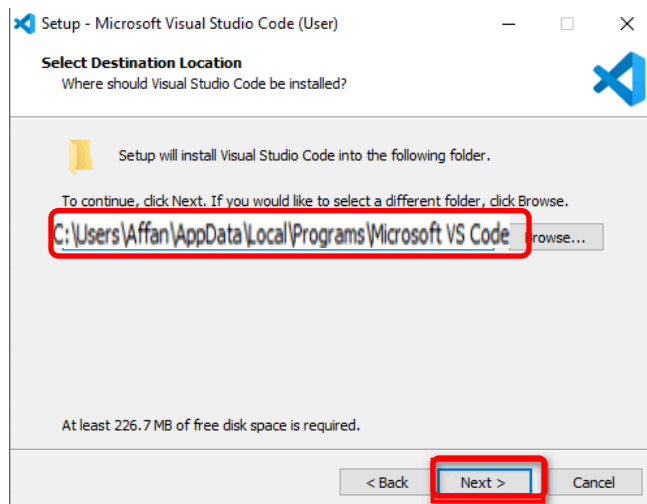 Setup - Microsoft Visual Studio Code (User)
Select Destination Location
Where should Visual Studio Code be installed?
Setup will install Visual Studio Code into the following folder.
To continue, click Next. If you would like to select a different folder, click Browse.
C:\Users\Affan\AppData\Local\Programs\Microsoft VS Code rowse...
At least 226.7 MB of free disk space is required.
< Back Next > Cancel